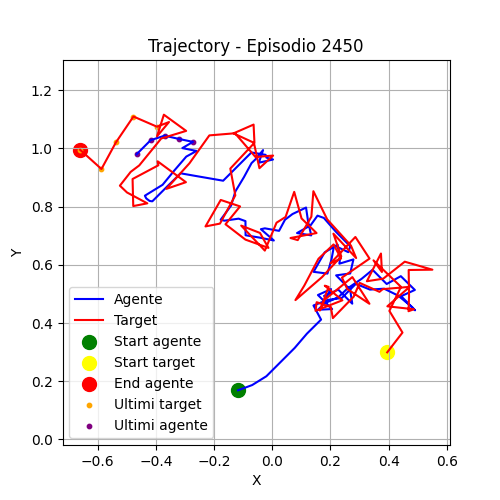 Trajectory - Episodio 2450
Y
1.2
1.0
0.8
0.6
0.4
0.2
0.0
Agente
Target
Start agente
Start target
End agente
Ultimi target
Ultimi agente
−0.6 −0.4 −0.2 0.0 0.2 0.4 0.6
X